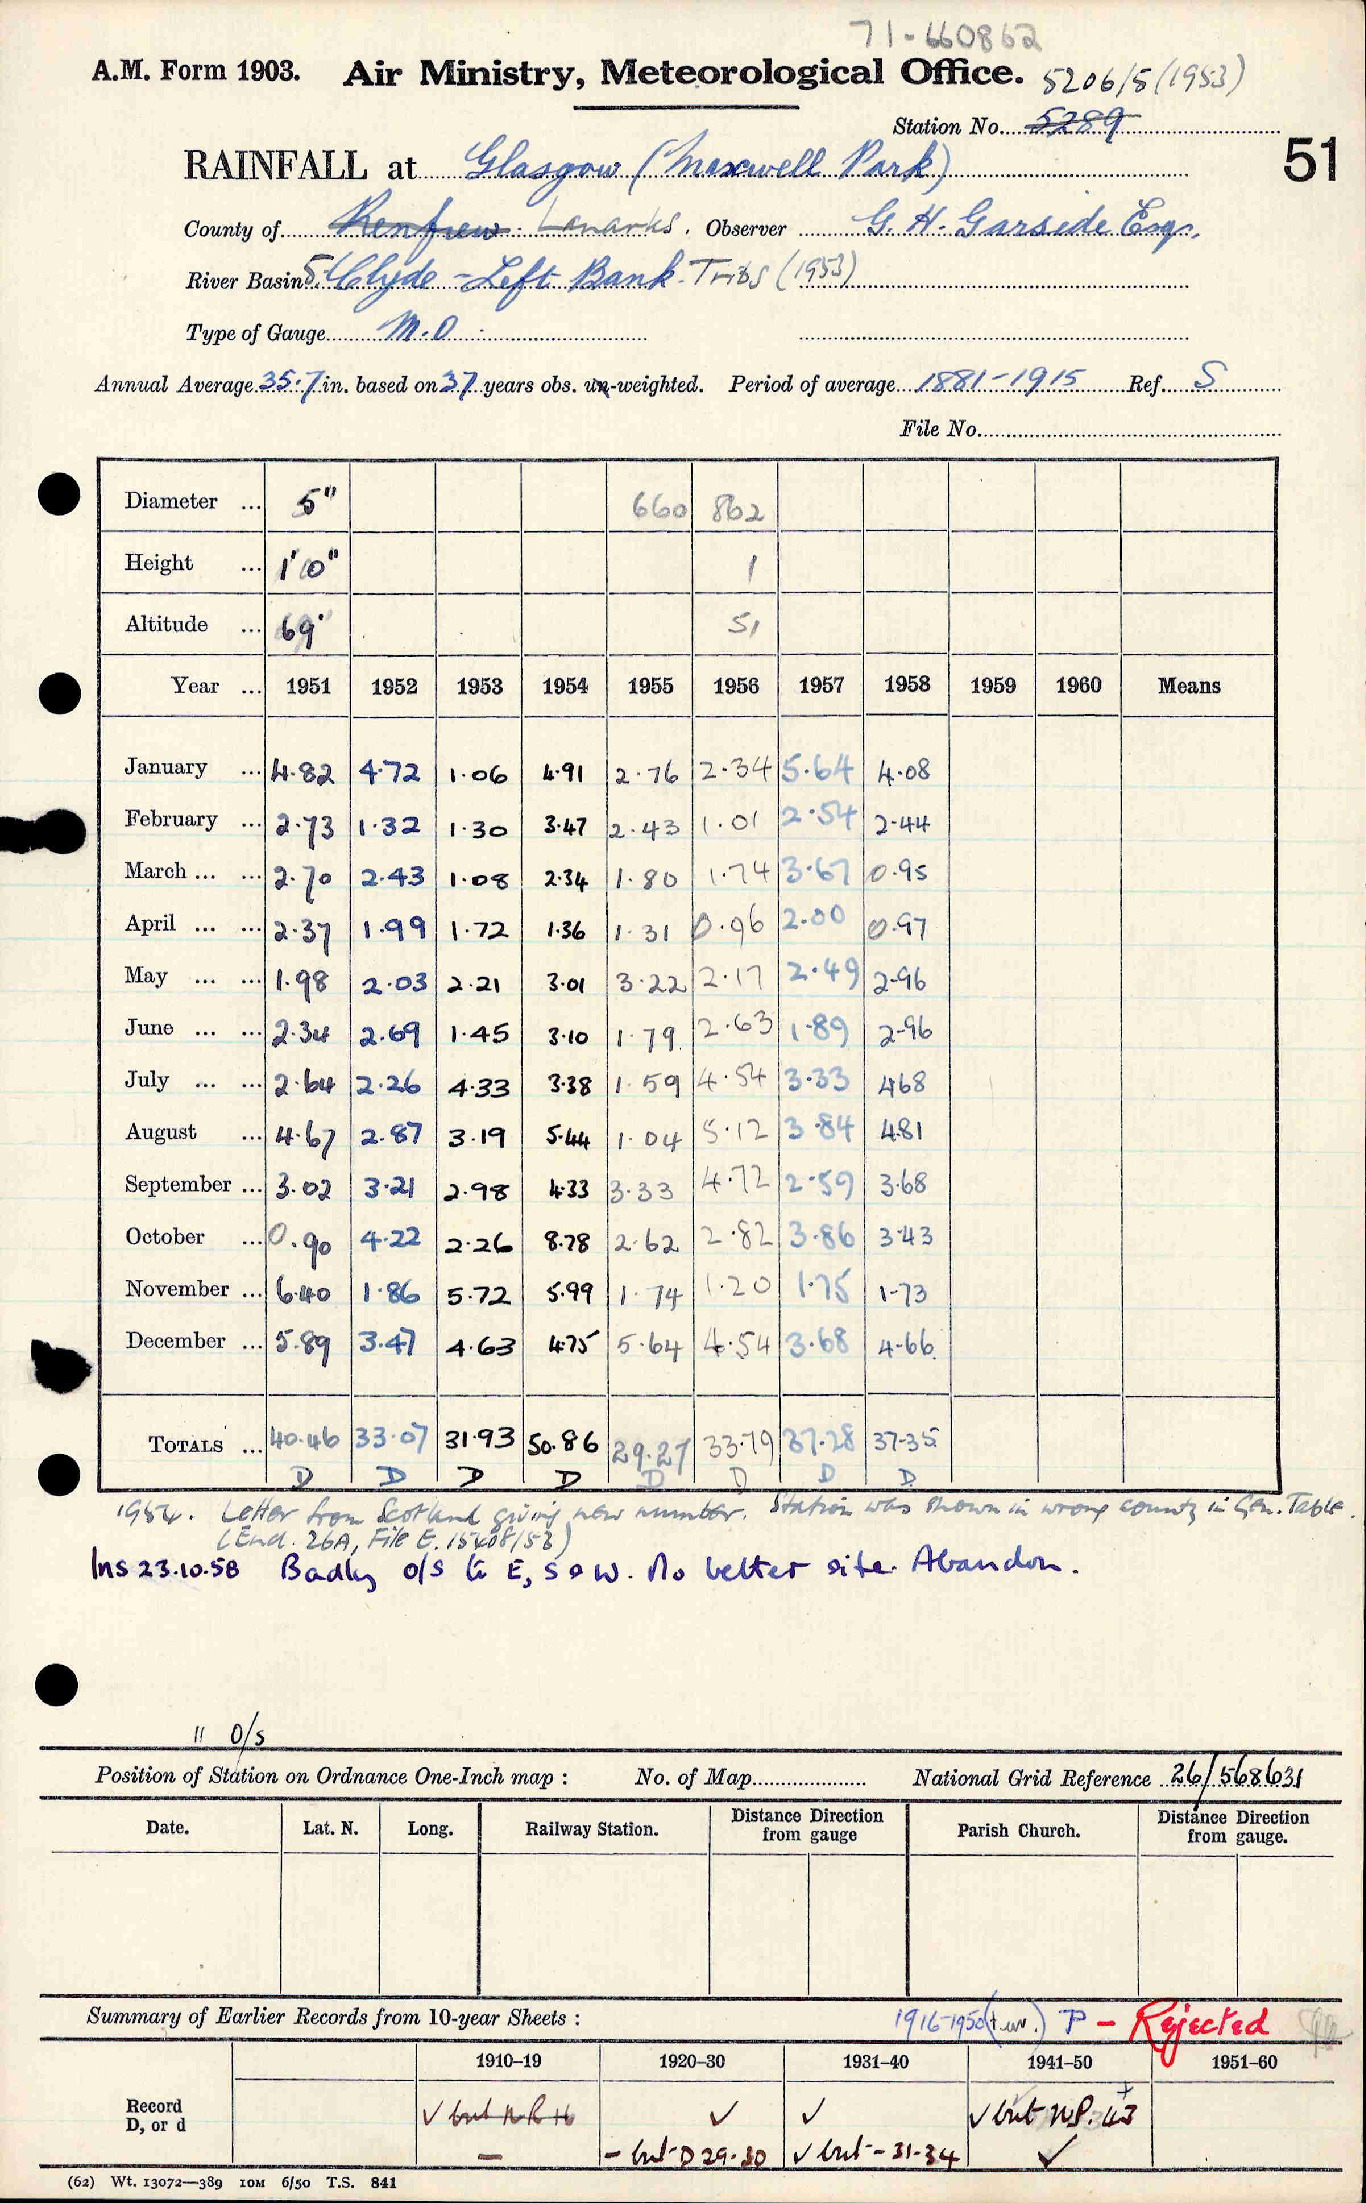 71-660862
A.M. Form 1903. Air Ministry, Meteorological Office. 5206/5 (1953)
Station No. 5289
51
RAINFALL at Glasgow (Maxwell Park)
County of Renfrew. Lanarks. Observer G. H. Garside Esqr.
River Basin 5. Clyde - Left Bank. Tribs (1953)
Type of Gauge M.O
Annual Average 35.7 in. based on 37 years obs. un-weighted. Period of average 1881-1915 Ref. S
File No.
Diameter ... 5" 660 862
Height ... 1'0" 1
Altitude ... 69' 51
Year ... 1951 1952 1953 1954 1955 1956 1957 1958 1959 1960 Means
January ... 4.82 4.72 1.06 4.91 2.76 2.34 5.64 4.08
February ... 2.73 1.32 1.30 3.47 2.43 1.01 2.54 2.44
March ... ... 2.70 2.43 1.08 2.34 1.80 1.74 3.67 0.95
April ... ... 2.37 1.99 1.72 1.36 1.31 0.96 2.00 0.97
May ... ... 1.98 2.03 2.21 3.01 3.22 2.17 2.49 2.96
June ... ... 2.34 2.69 1.45 3.10 1.79 2.63 1.89 2.96
July ... ... 2.64 2.26 4.33 3.38 1.59 4.54 3.33 4.68
August ... 4.67 2.87 3.19 5.44 1.04 5.12 3.84 4.81
September ... 3.02 3.21 2.98 4.33 3.33 4.72 2.59 3.68
October ... 0.90 4.22 2.26 8.78 2.62 2.82 3.86 3.43
November ... 6.40 1.86 5.72 5.99 1.74 1.20 1.75 1.73
December ... 5.89 3.47 4.63 4.75 5.64 4.54 3.68 4.66
TOTALS ... 40.46 33.07 31.93 50.86 29.27 33.79 37.28 37.35
D D D D D D D D
1954. Letter from Scotland giving new number. Station was shown in wrong county in Gen. Table.
(Encl. 26A, File E. 15408/53)
Ins 23.10.58 Badly o/s to E, S & W. No better site. Abandon.
" O/s
Position of Station on Ordnance One-Inch map : No. of Map National Grid Reference 26/568631
Date. Lat. N. Long. Railway Station. Distance Direction from gauge Parish Church. Distance Direction from gauge.
Summary of Earlier Records from 10-year Sheets : 1916-1950 P - Rejected
1910–19 1920–30 1931–40 1941–50 1951–60
Record D, or d
✓ but ✓ ✓ ✓ but N.P. 43
- - but D 29-30 ✓ but - 31-34 ✓
(62) Wt. 13072—389 10M 6/50 T.S. 841